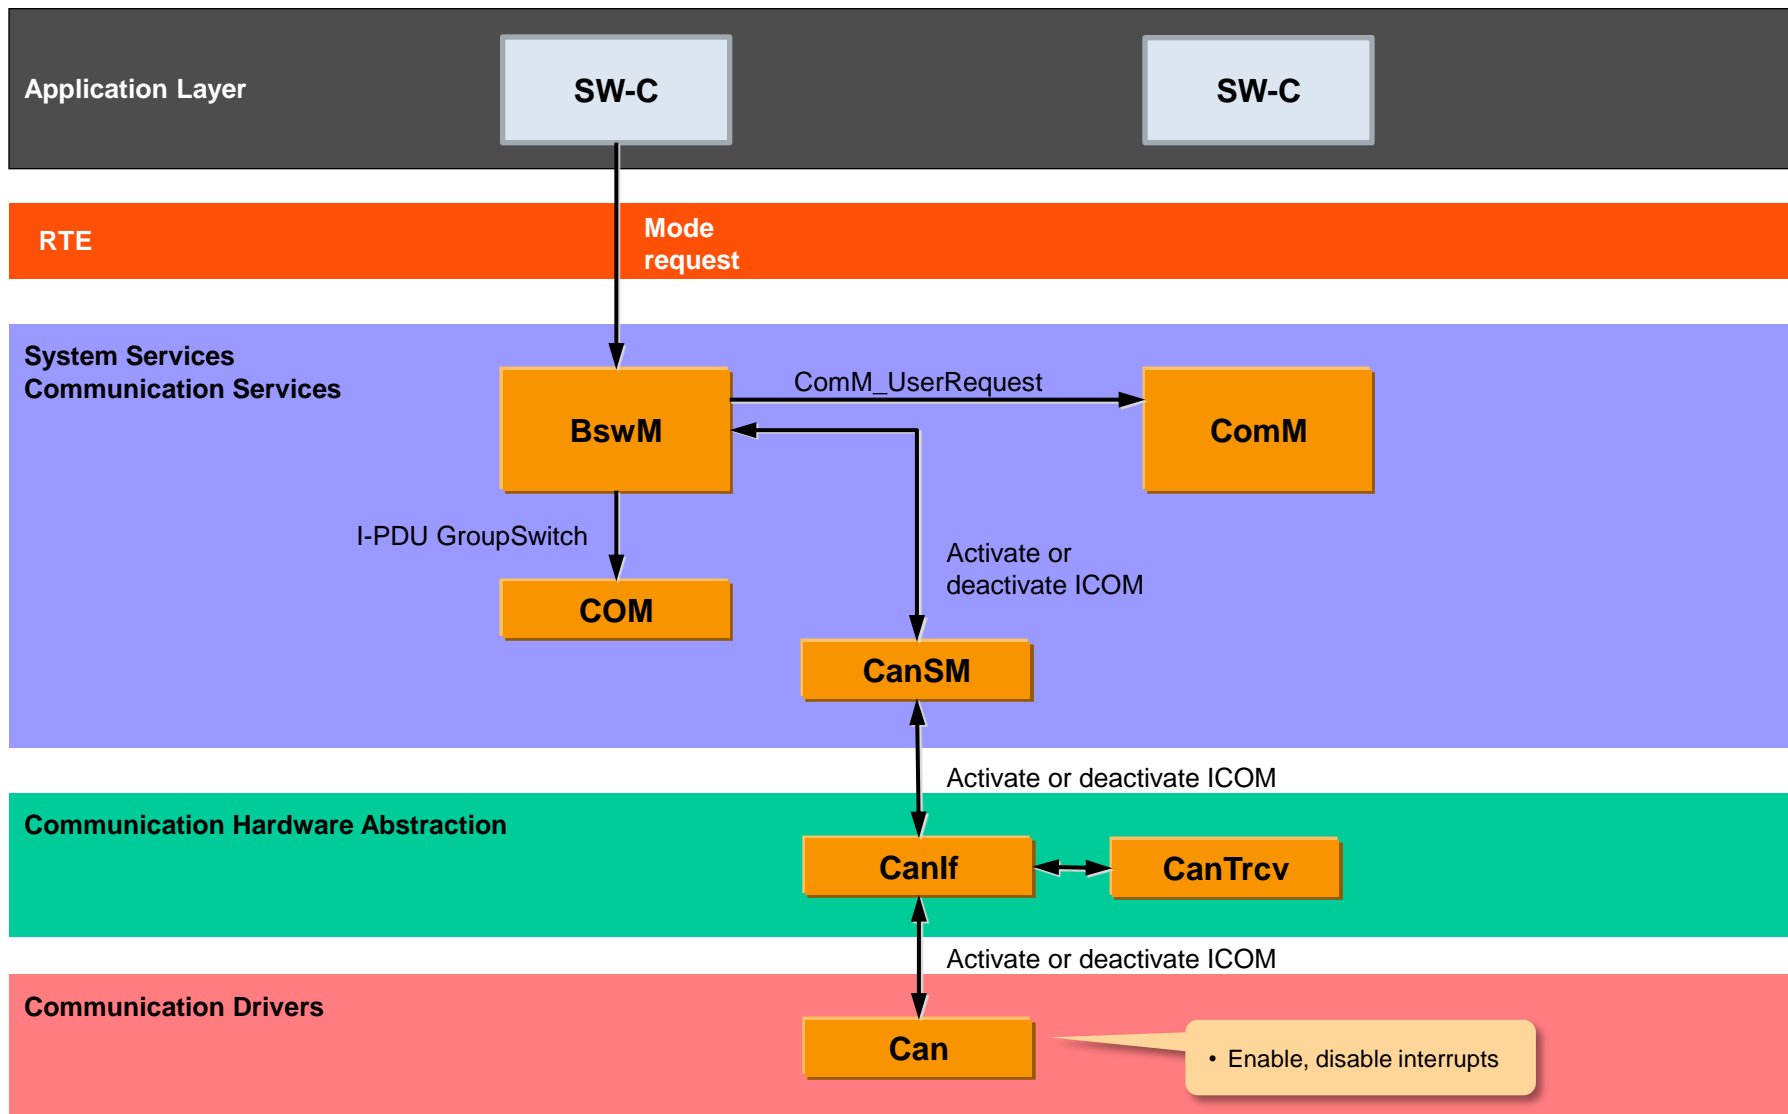 Application Layer
SW-C
SW-C
RTE
Mode
request
System Services
Communication Services
BswM
ComM_UserRequest
ComM
I-PDU GroupSwitch
Activate or
deactivate ICOM
COM
CanSM
Activate or deactivate ICOM
Communication Hardware Abstraction
CanIf
CanTrcv
Activate or deactivate ICOM
Communication Drivers
Can
• Enable, disable interrupts